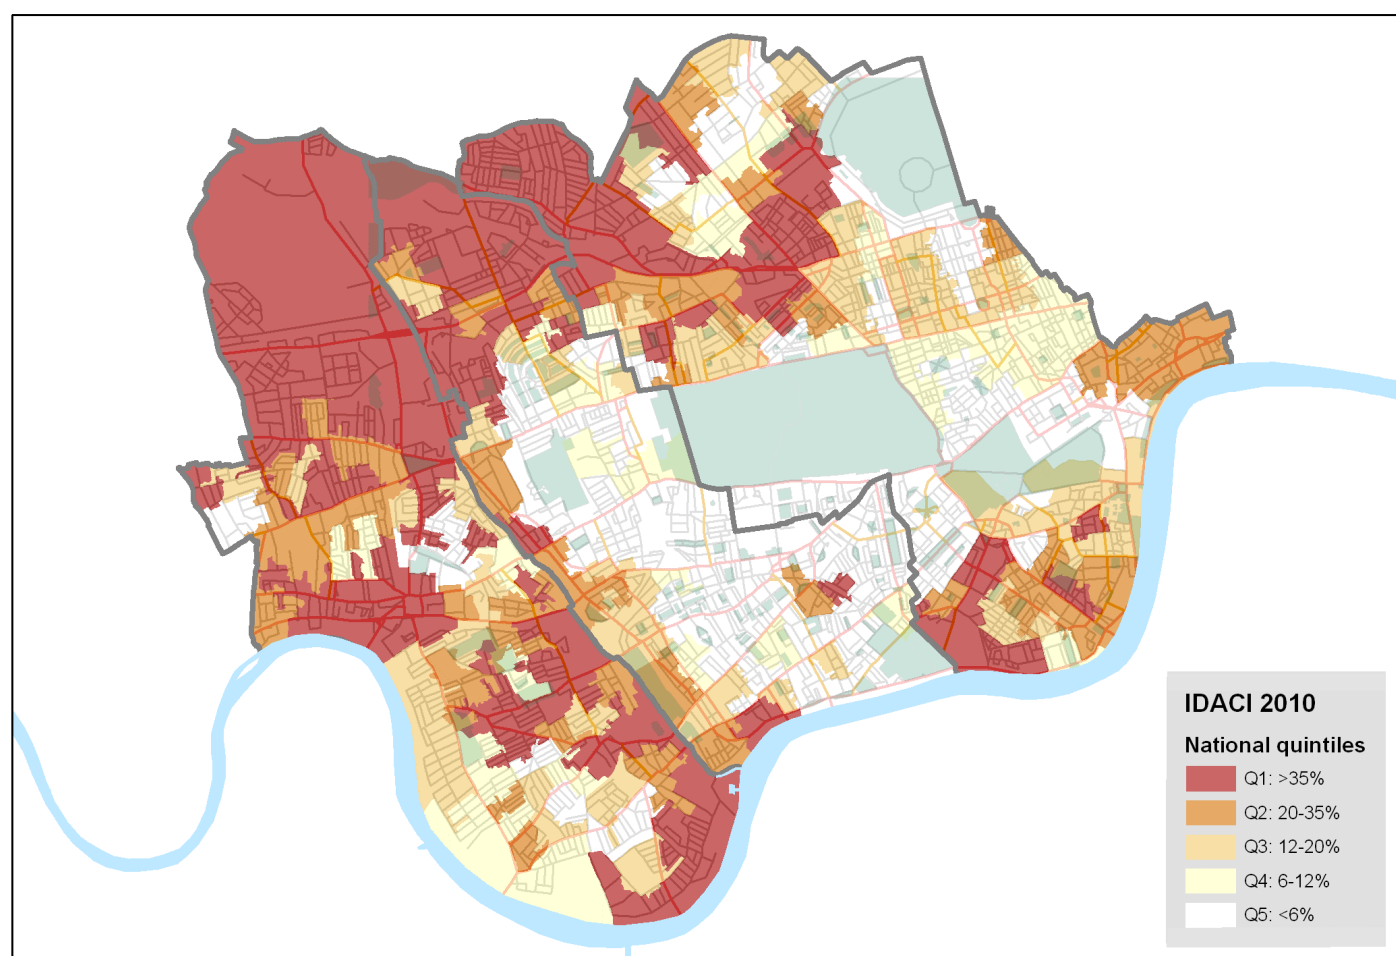 IDACI 2010
National quintiles
Q1: >35%
Q2: 20-35%
Q3: 12-20%
Q4: 6-12%
Q5: <6%